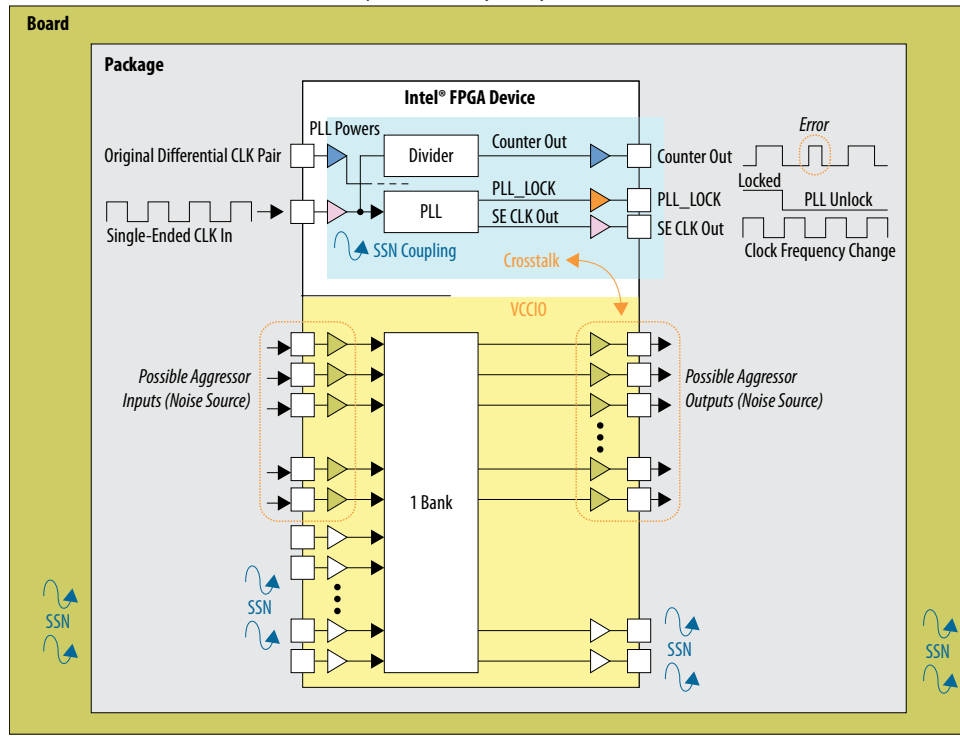 Board
Package
Intel® FPGA Device
PLL Powers
Original Differential CLK Pair
Divider
Counter Out
Counter Out
Error
PLL_LOCK
PLL
SE CLK Out
PLL_LOCK
SE CLK Out
Locked
PLL Unlock
Single-Ended CLK In
SSN Coupling
Clock Frequency Change
Crosstalk
VCCIO
Possible Aggressor
Inputs (Noise Source)
Possible Aggressor
Outputs (Noise Source)
1 Bank
SSN
SSN
SSN
SSN